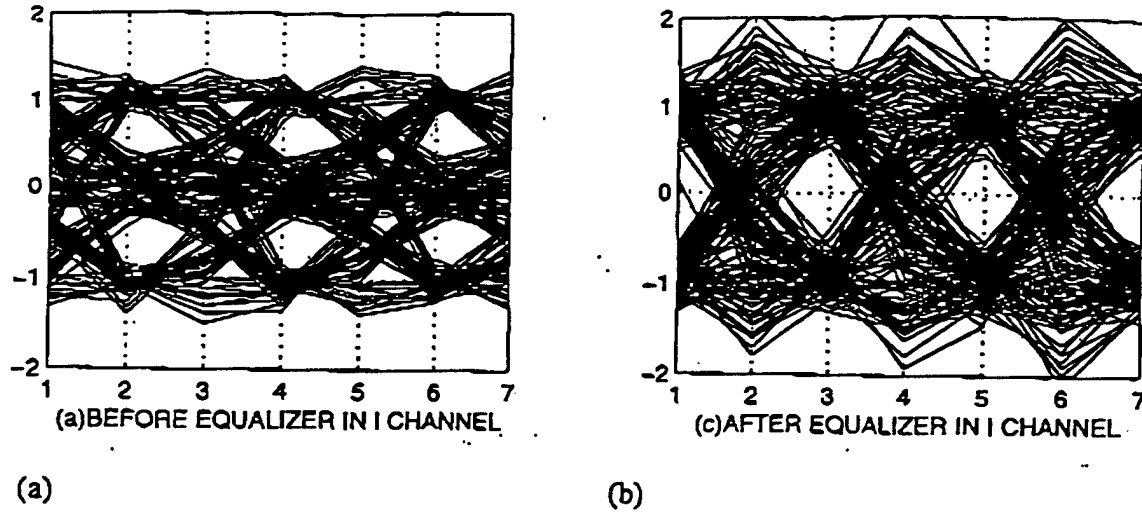 2
1
0
-1
-2
1 2 3 4 5 6 7
(a)BEFORE EQUALIZER IN I CHANNEL
(a)
2
1
0
-1
-2
1 2 3 4 5 6 7
(c)AFTER EQUALIZER IN I CHANNEL
(b)